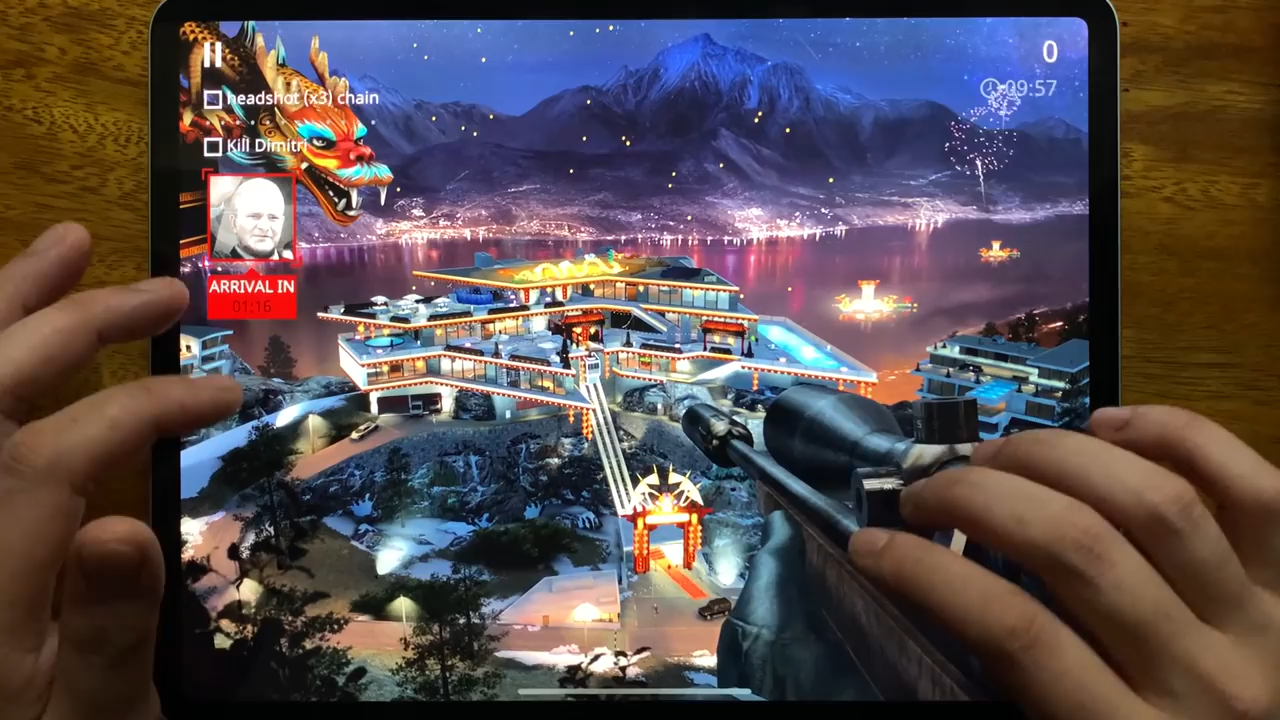 0
headshot (x3) chain
09:57
Kill Dimitri
ARRIVAL IN
01:16